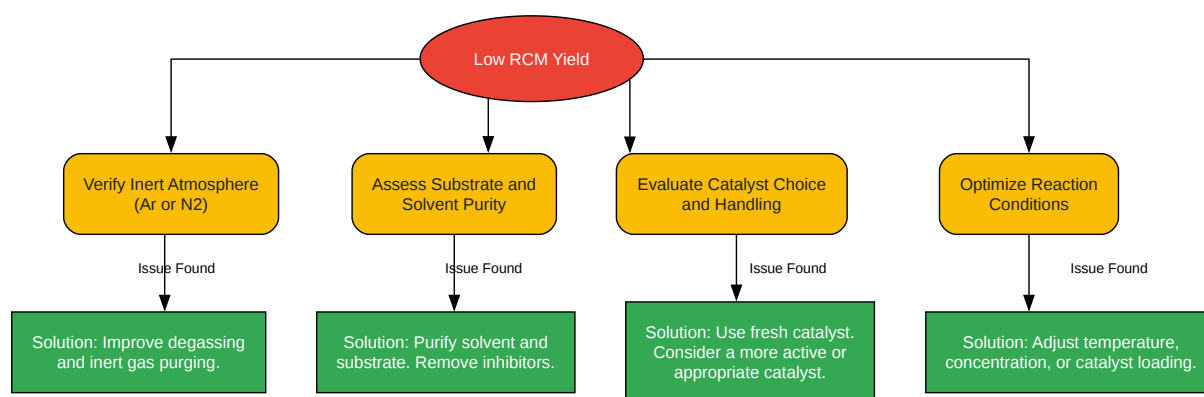 Low RCM Yield
Verify Inert Atmosphere
(Ar or N2)
Assess Substrate and
Solvent Purity
Evaluate Catalyst Choice
and Handling
Optimize Reaction
Conditions
Issue Found
Issue Found
Issue Found
Issue Found
Solution: Improve degassing
and inert gas purging.
Solution: Purify solvent and
substrate. Remove inhibitors.
Solution: Use fresh catalyst.
Consider a more active or
appropriate catalyst.
Solution: Adjust temperature,
concentration, or catalyst loading.